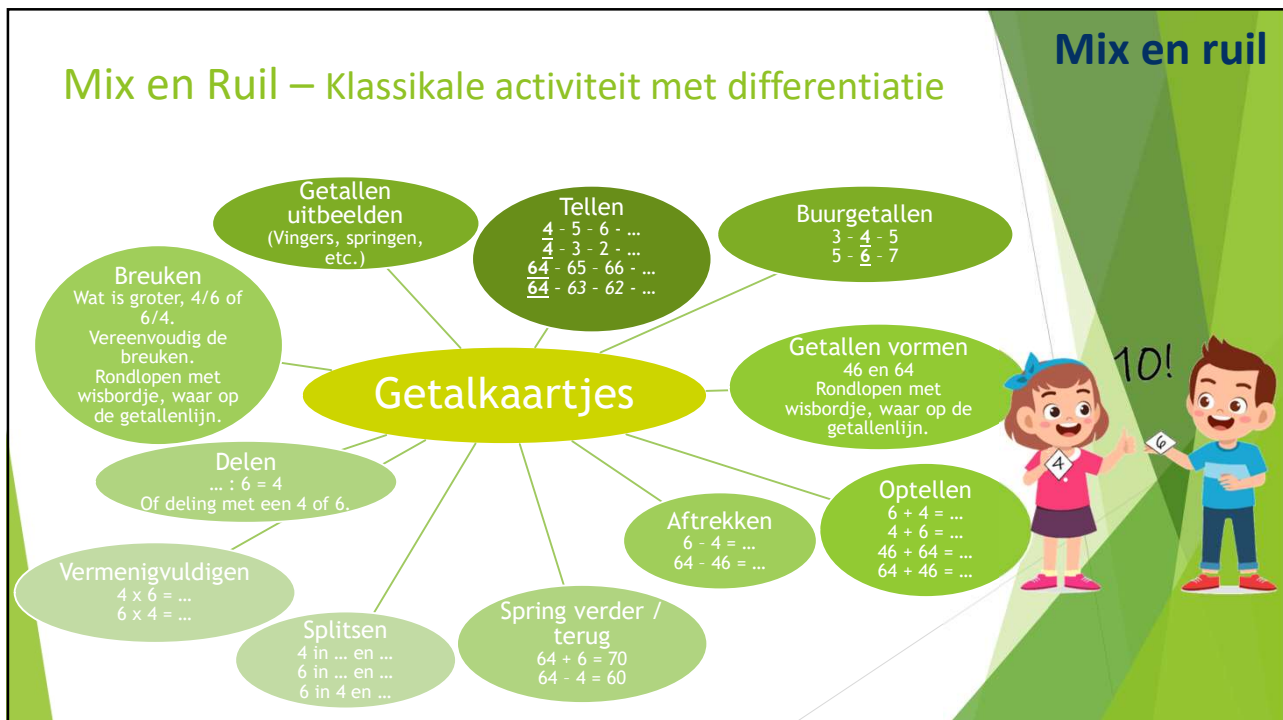 Mix en ruil
Mix en Ruil – Klassikale activiteit met differentiatie
Getallen
uitbeelden
(Vingers, springen,
etc.)
Tellen
4 – 5 – 6 - …
4 – 3 – 2 - …
64 – 65 – 66 - …
64 – 63 – 62 - …
Buurgetallen
3 – 4 – 5
5 – 6 – 7
Breuken
Wat is groter, 4/6 of
6/4.
Vereenvoudig de
breuken.
Rondlopen met
wisbordje, waar op
de getallenlijn.
Getalkaartjes
Getallen vormen
46 en 64
Rondlopen met
wisbordje, waar op de
getallenlijn.
10!
4
6
Delen
… : 6 = 4
Of deling met een 4 of 6.
Optellen
6 + 4 = …
4 + 6 = …
46 + 64 = …
64 + 46 = …
Aftrekken
6 – 4 = …
64 – 46 = …
Vermenigvuldigen
4 x 6 = …
6 x 4 = …
Splitsen
4 in … en …
6 in … en …
6 in 4 en …
Spring verder /
terug
64 + 6 = 70
64 – 4 = 60